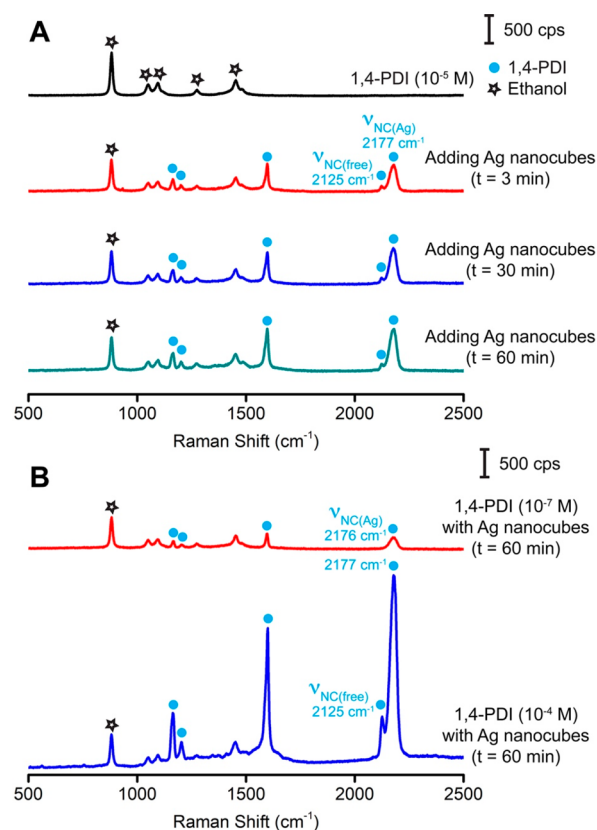 A
500 cps
1,4-PDI (10⁻⁵ M)
1,4-PDI
Ethanol
νNC(Ag)
2177 cm⁻¹
νNC(free)
2125 cm⁻¹
Adding Ag nanocubes
(t = 3 min)
Adding Ag nanocubes
(t = 30 min)
Adding Ag nanocubes
(t = 60 min)
500 1000 1500 2000 2500
Raman Shift (cm⁻¹)
B
500 cps
νNC(Ag)
2176 cm⁻¹
1,4-PDI (10⁻⁷ M)
with Ag nanocubes
(t = 60 min)
2177 cm⁻¹
νNC(free)
2125 cm⁻¹
1,4-PDI (10⁻⁴ M)
with Ag nanocubes
(t = 60 min)
500 1000 1500 2000 2500
Raman Shift (cm⁻¹)